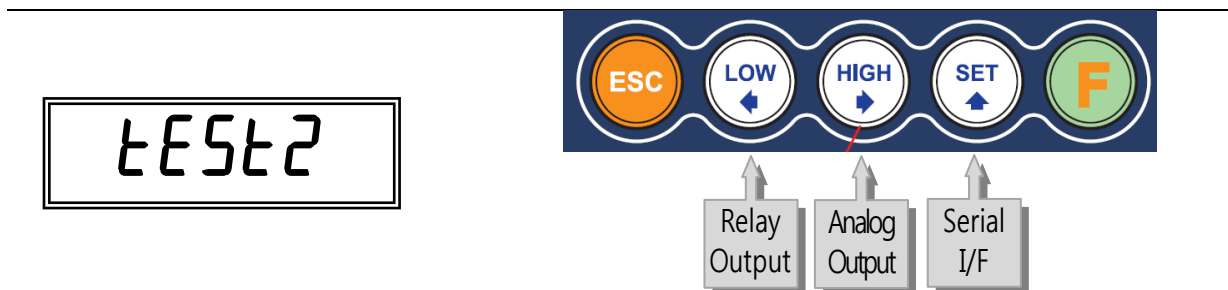 tESt2
ESC
LOW
HIGH
SET
F
Relay
Output
Analog
Output
Serial
I/F